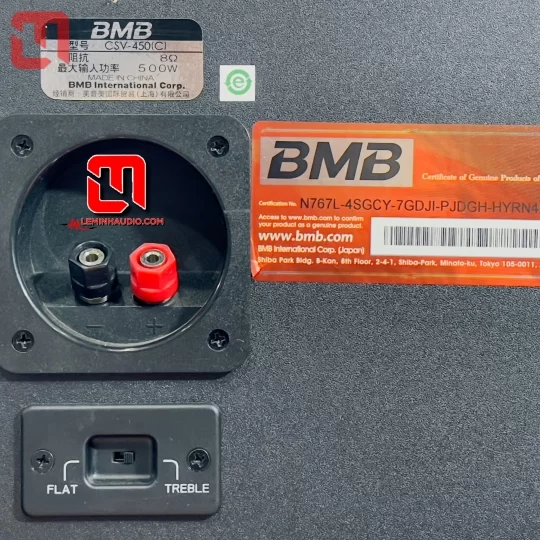 BMB
型号: CSV-450(C)
阻抗 8Ω
最大输入功率 500W
MADE IN CHINA
BMB International Corp.
BMB
Certificate of Genuine Products of
Certification No. N767L-4SGCY-7GDJI-PJDGH-HYRN4
Access to www.bmb.com to confirm
your product as a genuine product.
www.bmb.com
BMB International Corp. (Japan)
Shiba Park Bldg. B-Kan, 6th Floor, 2-4-1, Shiba-Park, Minato-ku, Tokyo 105-0011,
LEMINHAUDIO.COM
- +
FLAT TREBLE